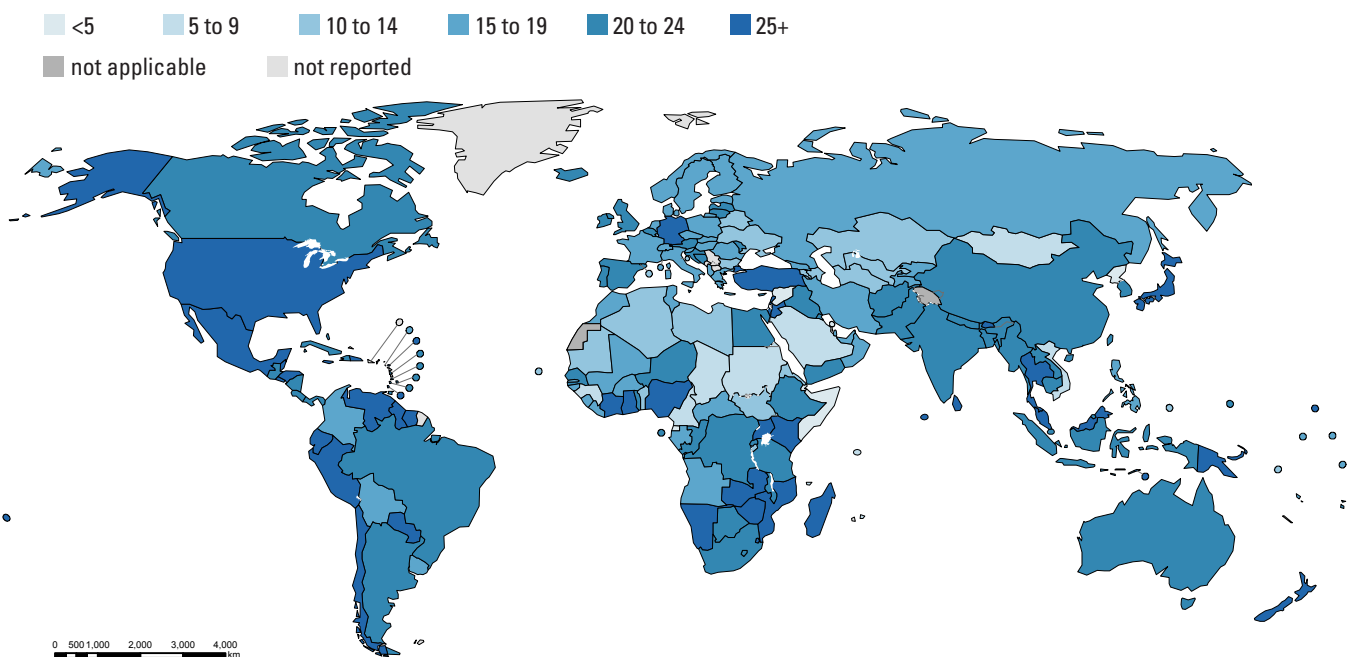 <5 5 to 9 10 to 14 15 to 19 20 to 24 25+
not applicable not reported
0 500 1,000 2,000 3,000 4,000
km